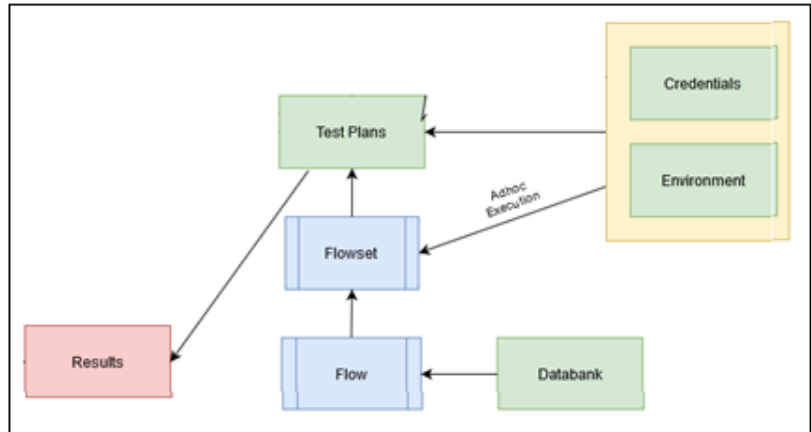 Credentials
Test Plans
Environment
Adhoc
Execution
Flowset
Results
Flow
Databank